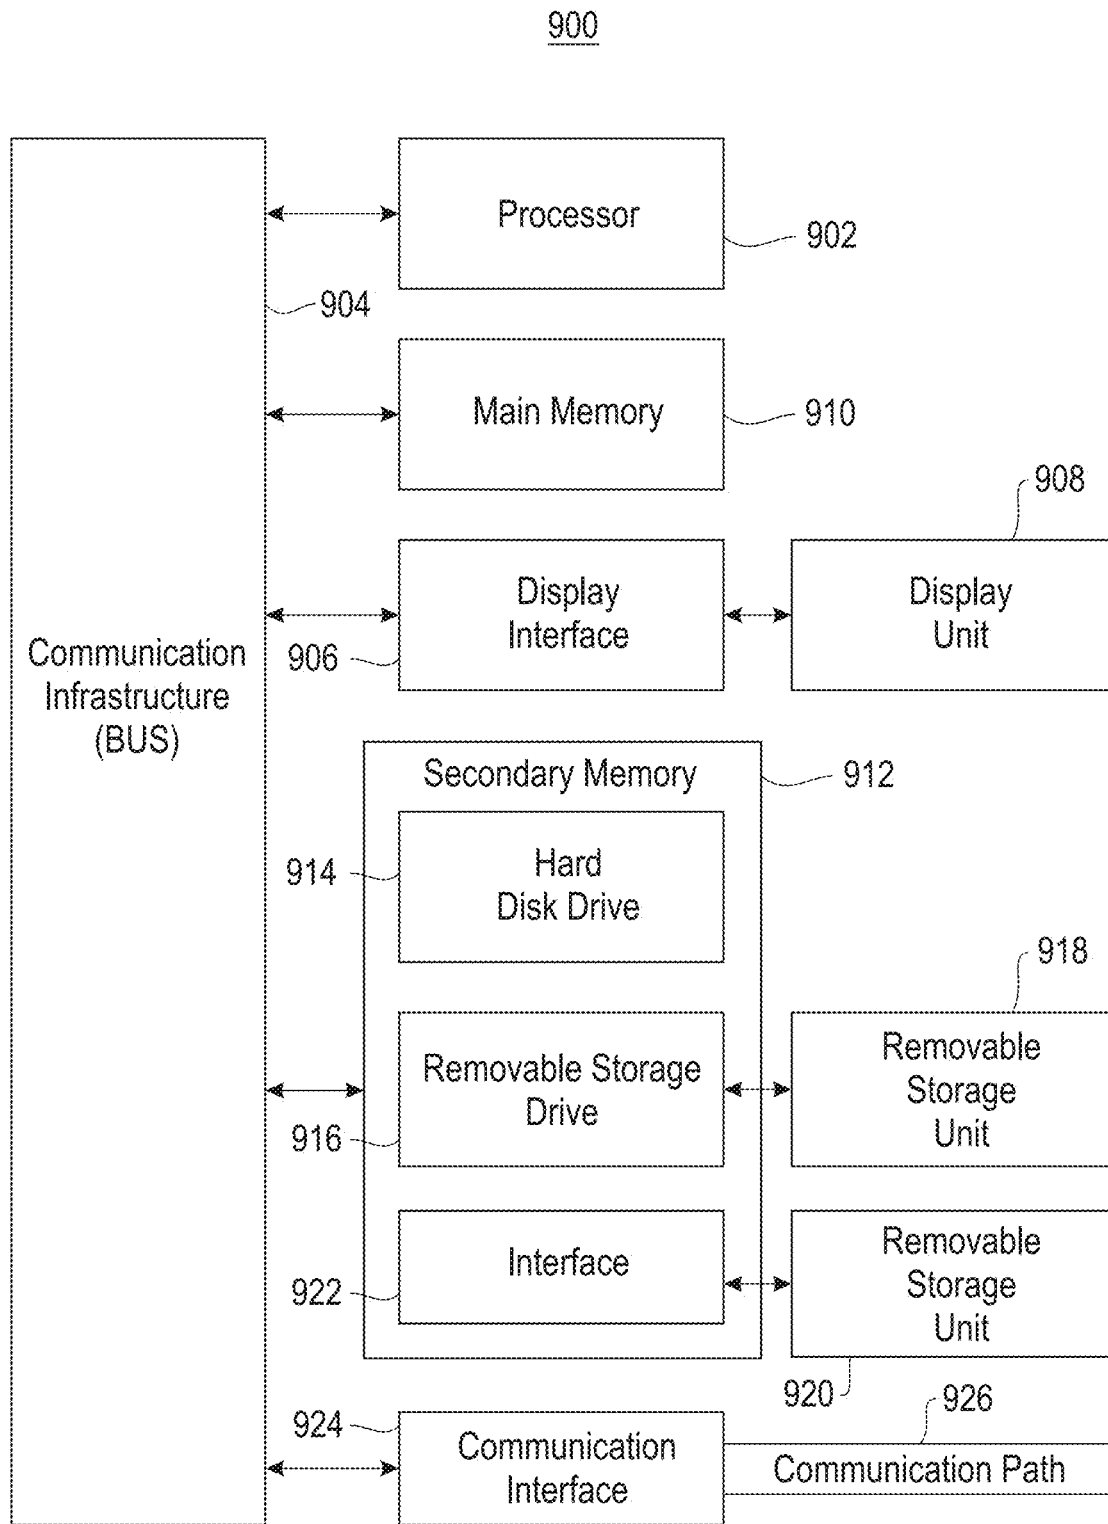 900
Processor
902
904
Main Memory
910
908
Display
Interface
906
Display
Unit
Communication
Infrastructure
(BUS)
Secondary Memory
912
914
Hard
Disk Drive
918
Removable Storage
Drive
916
Removable
Storage
Unit
Interface
922
Removable
Storage
Unit
920
926
924
Communication
Interface
Communication Path